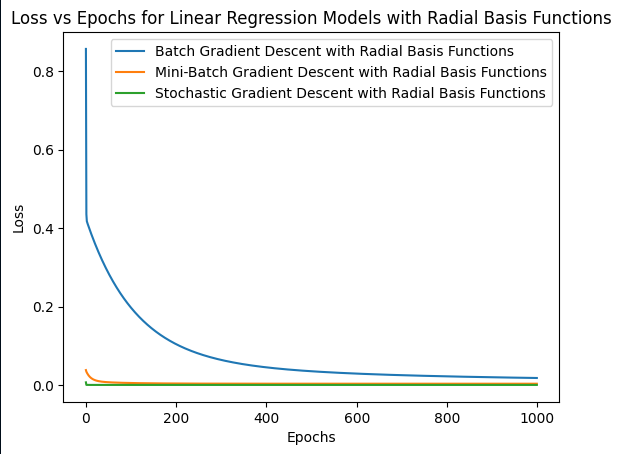 Loss vs Epochs for Linear Regression Models with Radial Basis Functions
Batch Gradient Descent with Radial Basis Functions
Mini-Batch Gradient Descent with Radial Basis Functions
Stochastic Gradient Descent with Radial Basis Functions
Loss
0.8
0.6
0.4
0.2
0.0
0 200 400 600 800 1000
Epochs